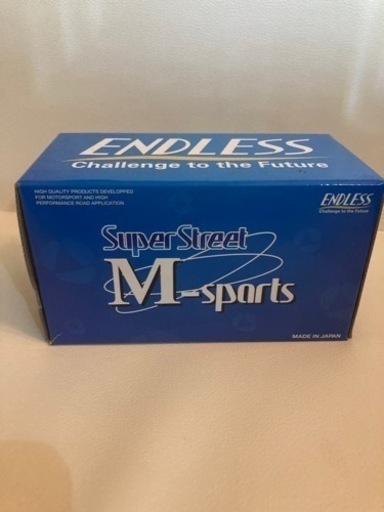 ENDLESS
Challenge to the Future
HIGH QUALITY PRODUCTS DEVELOPPED
FOR MOTORSPORT AND HIGH
PERFORMANCE ROAD APPLICATION
ENDLESS
Challenge to the Future
Super Street
M-sports
MADE IN JAPAN